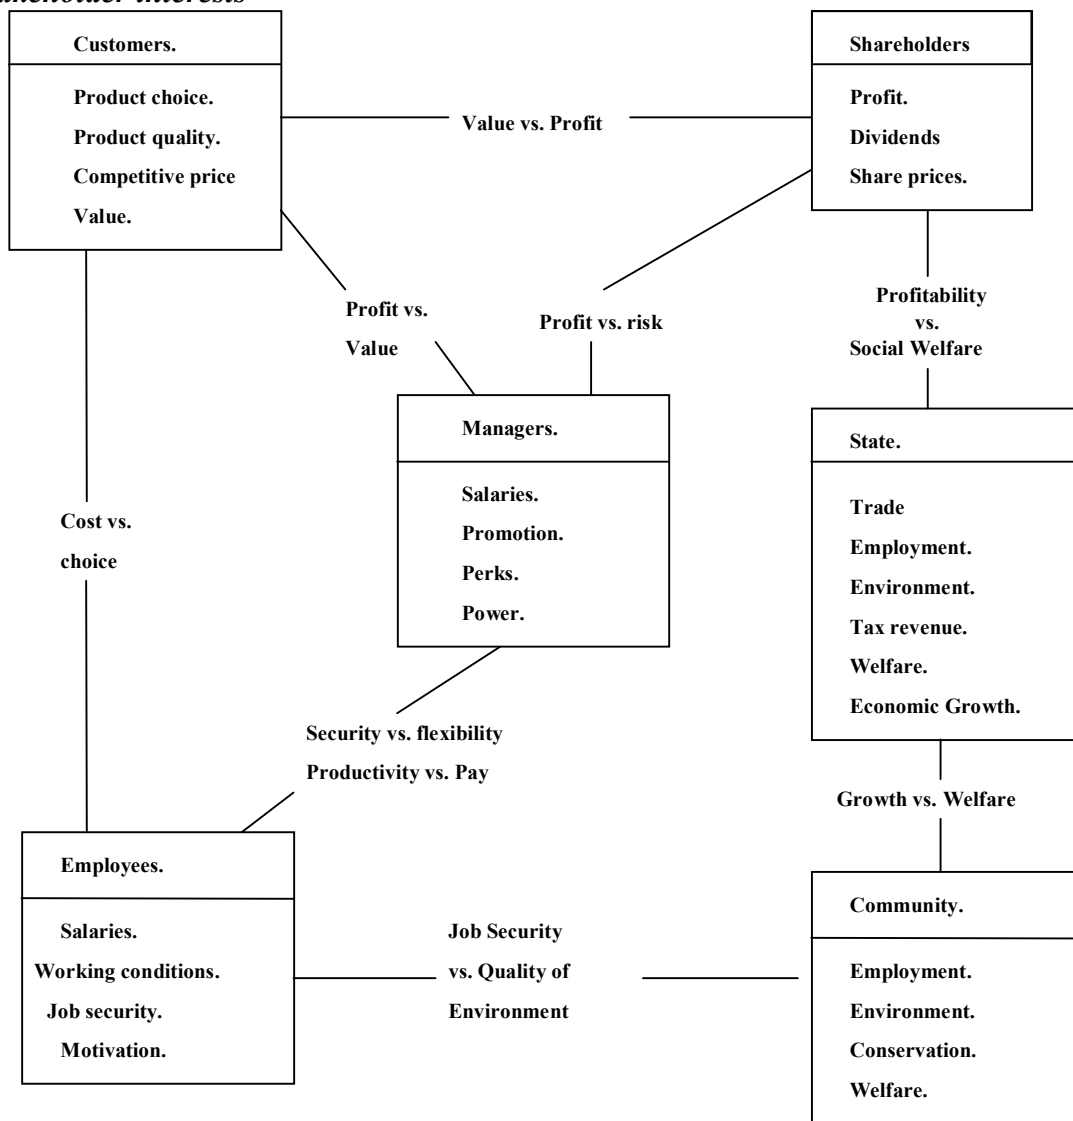 interests
Customers.
Product choice.
Product quality.
Competitive price
Value.
Value vs. Profit
Shareholders
Profit.
Dividends
Share prices.
Profit vs.
Value
Profit vs. risk
Profitability
vs.
Social Welfare
Cost vs.
choice
Managers.
Salaries.
Promotion.
Perks.
Power.
State.
Trade
Employment.
Environment.
Tax revenue.
Welfare.
Economic Growth.
Security vs. flexibility
Productivity vs. Pay
Growth vs. Welfare
Employees.
Salaries.
Working conditions.
Job security.
Motivation.
Job Security
vs. Quality of
Environment
Community.
Employment.
Environment.
Conservation.
Welfare.